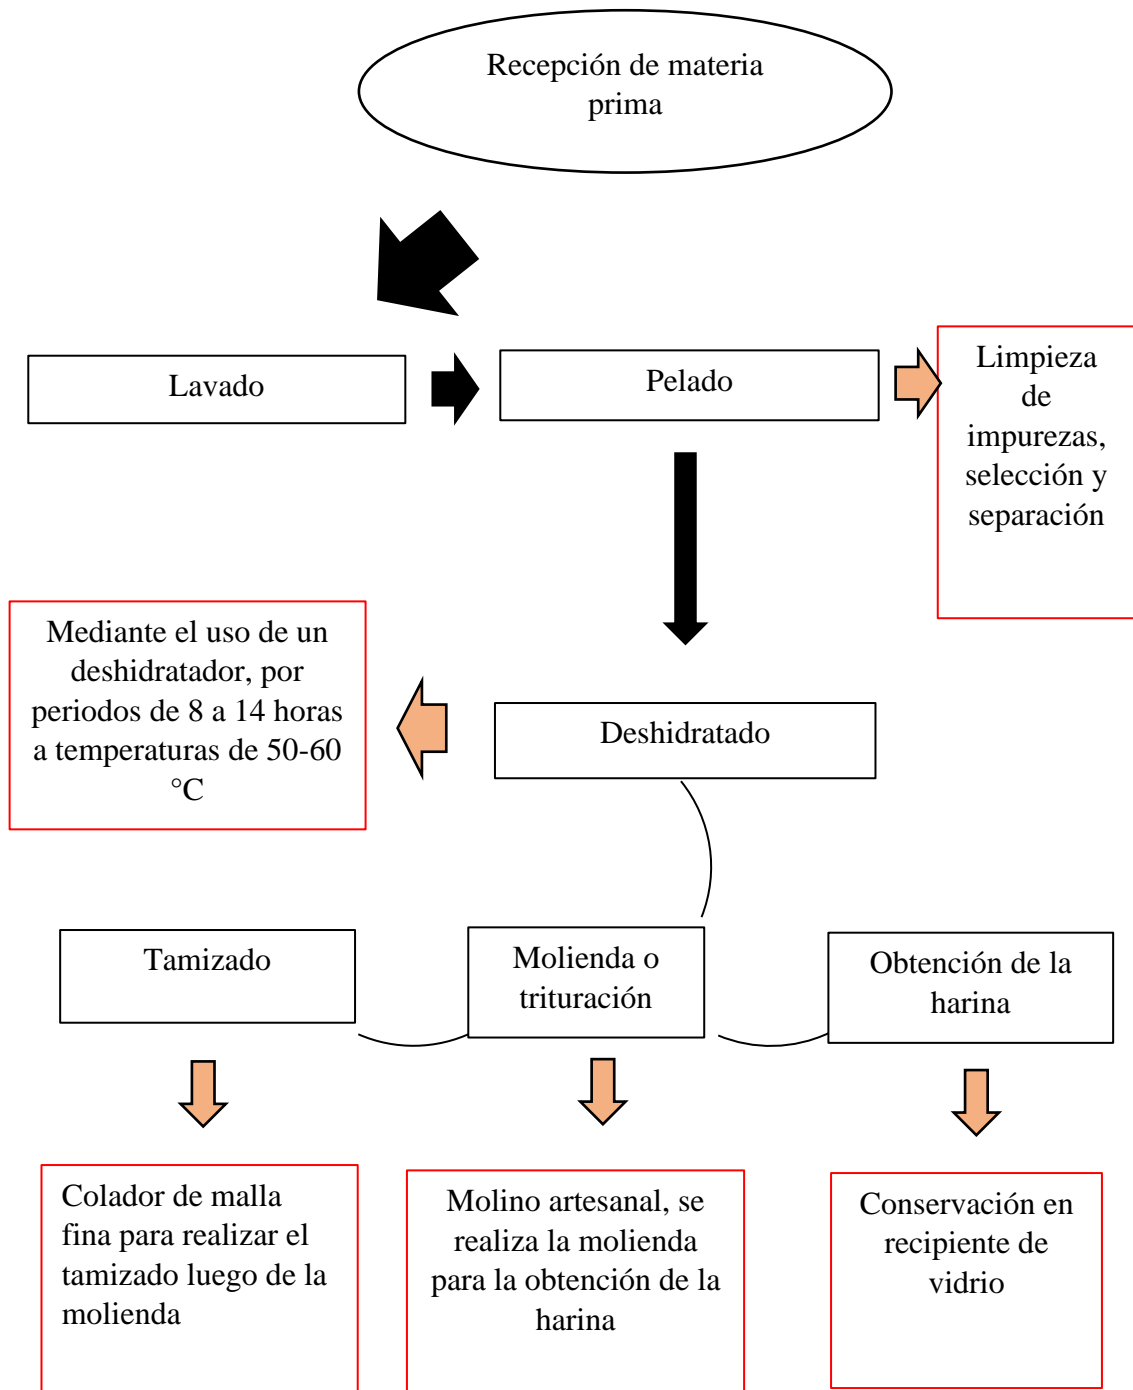 Recepción de materia
prima
Lavado
Pelado
Limpieza
de
impurezas,
selección y
separación
Mediante el uso de un
deshidratador, por
periodos de 8 a 14 horas
a temperaturas de 50-60
°C
Deshidratado
Tamizado
Molienda o
trituración
Obtención de la
harina
Colador de malla
fina para realizar el
tamizado luego de la
molienda
Molino artesanal, se
realiza la molienda
para la obtención de la
harina
Conservación en
recipiente de
vidrio